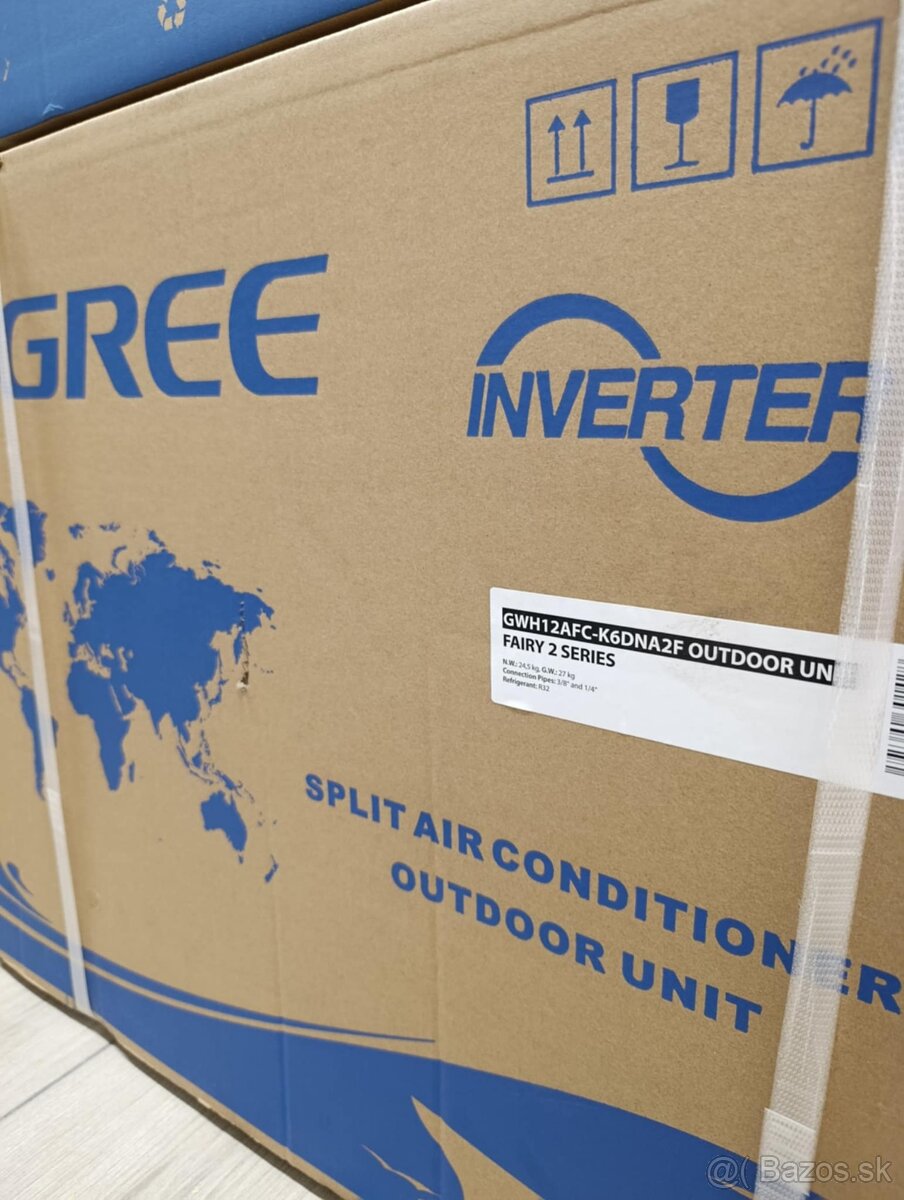 GREE
INVERTER
GWH12AFC-K6DNA2F OUTDOOR UNI
FAIRY 2 SERIES
N.W.: 24,5 kg, G.W.: 27 kg
Connection Pipes: 3/8" and 1/4"
Refrigerant: R32
SPLIT AIR CONDITIONER
OUTDOOR UNIT
@( Bazos.sk